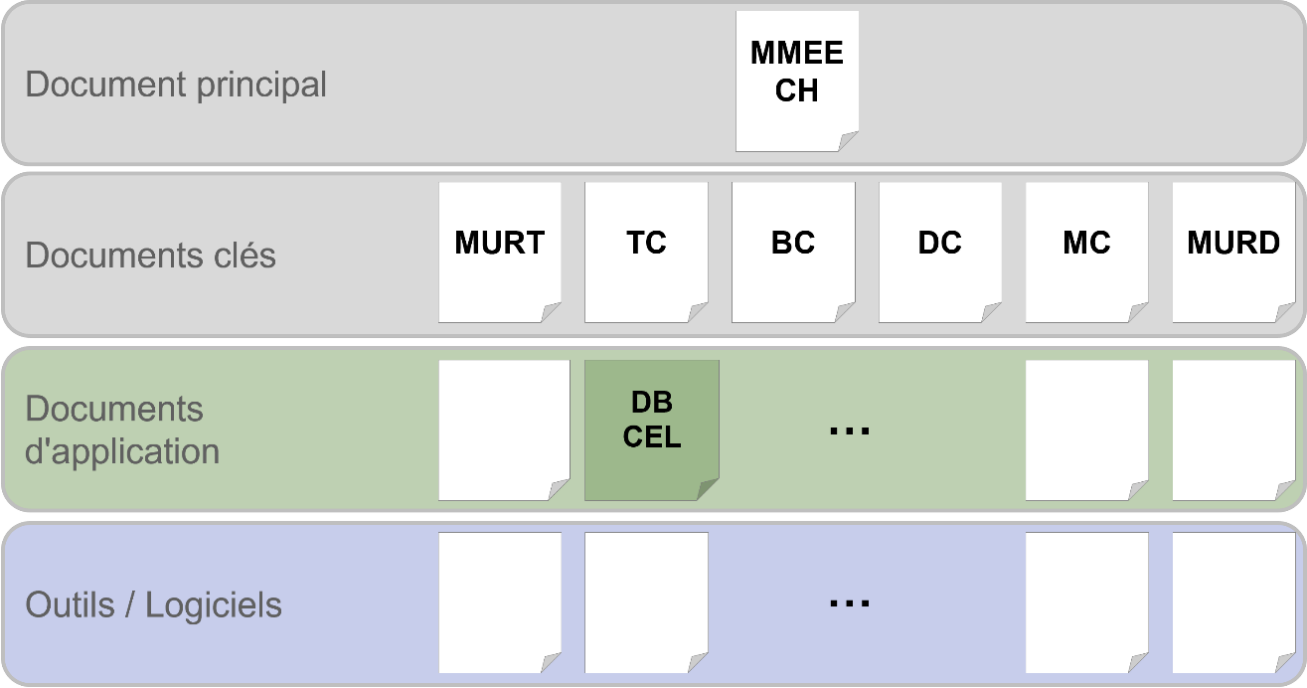 Document principal
MMEE
CH
Documents clés
MURT
TC
BC
DC
MC
MURD
Documents
d'application
DB
CEL
...
Outils / Logiciels
...